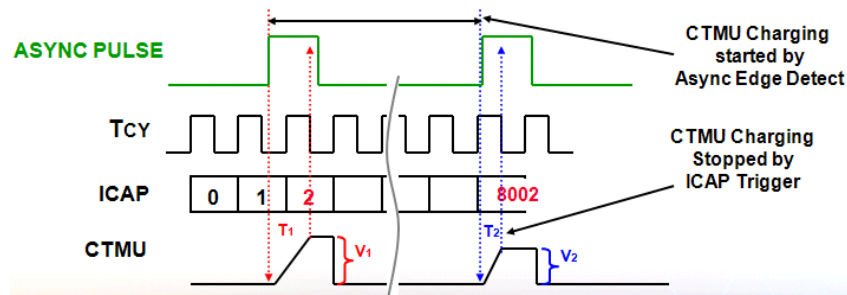 ASYNC PULSE
CTMU Charging
started by
Async Edge Detect
TCY
CTMU Charging
Stopped by
ICAP Trigger
ICAP
0 1 2 8002
T1 T2
CTMU
V1 V2